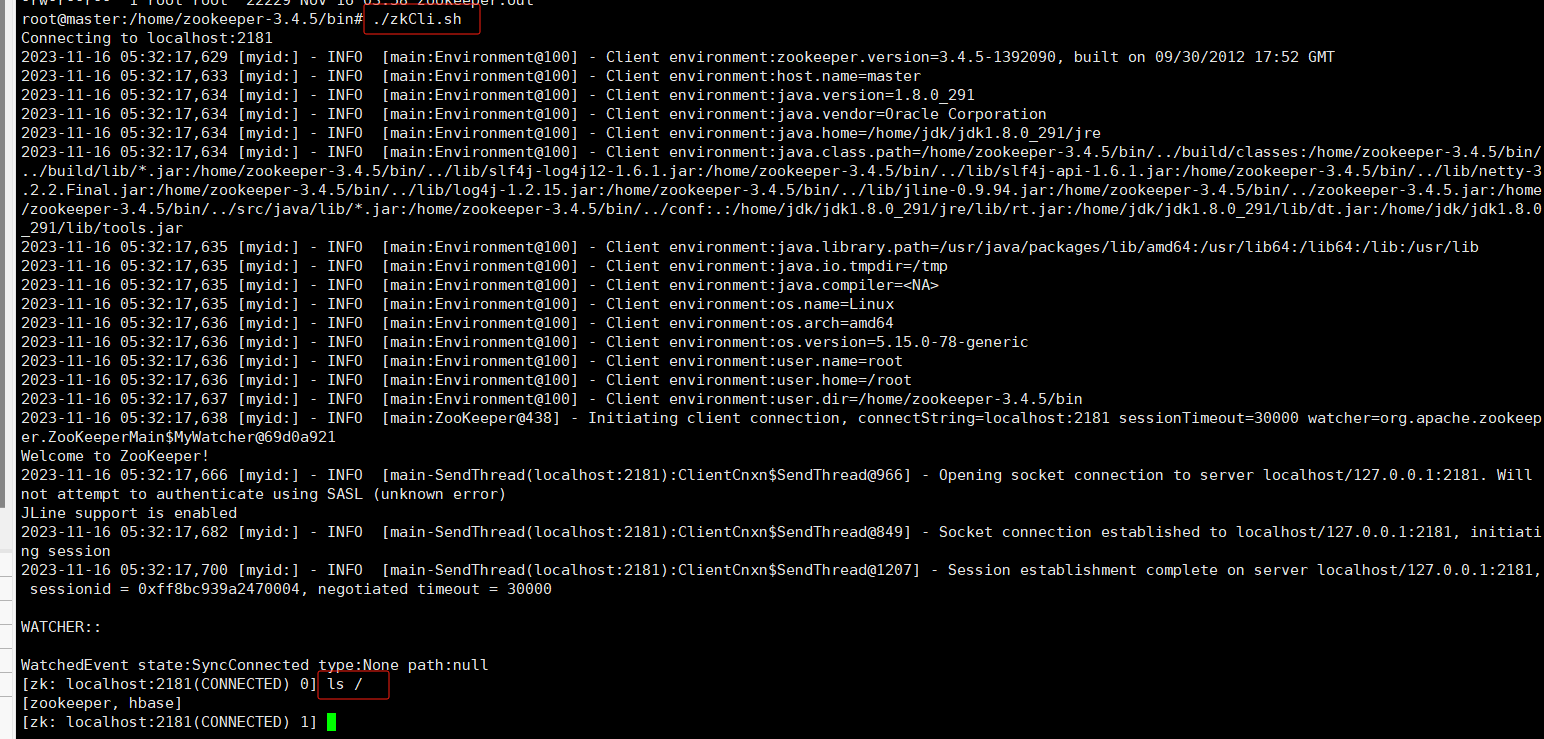 -rw-r--r-- 1 root root 22229 Nov 16 03:38 zookeeper.out
root@master:/home/zookeeper-3.4.5/bin# ./zkCli.sh
Connecting to localhost:2181
2023-11-16 05:32:17,629 [myid:] - INFO  [main:Environment@100] - Client environment:zookeeper.version=3.4.5-1392090, built on 09/30/2012 17:52 GMT
2023-11-16 05:32:17,633 [myid:] - INFO  [main:Environment@100] - Client environment:host.name=master
2023-11-16 05:32:17,634 [myid:] - INFO  [main:Environment@100] - Client environment:java.version=1.8.0_291
2023-11-16 05:32:17,634 [myid:] - INFO  [main:Environment@100] - Client environment:java.vendor=Oracle Corporation
2023-11-16 05:32:17,634 [myid:] - INFO  [main:Environment@100] - Client environment:java.home=/home/jdk/jdk1.8.0_291/jre
2023-11-16 05:32:17,634 [myid:] - INFO  [main:Environment@100] - Client environment:java.class.path=/home/zookeeper-3.4.5/bin/../build/classes:/home/zookeeper-3.4.5/bin/
../build/lib/*.jar:/home/zookeeper-3.4.5/bin/../lib/slf4j-log4j12-1.6.1.jar:/home/zookeeper-3.4.5/bin/../lib/slf4j-api-1.6.1.jar:/home/zookeeper-3.4.5/bin/../lib/netty-3
.2.2.Final.jar:/home/zookeeper-3.4.5/bin/../lib/log4j-1.2.15.jar:/home/zookeeper-3.4.5/bin/../lib/jline-0.9.94.jar:/home/zookeeper-3.4.5/bin/../zookeeper-3.4.5.jar:/home
/zookeeper-3.4.5/bin/../src/java/lib/*.jar:/home/zookeeper-3.4.5/bin/../conf:.:/home/jdk/jdk1.8.0_291/jre/lib/rt.jar:/home/jdk/jdk1.8.0_291/lib/dt.jar:/home/jdk/jdk1.8.0
_291/lib/tools.jar
2023-11-16 05:32:17,635 [myid:] - INFO  [main:Environment@100] - Client environment:java.library.path=/usr/java/packages/lib/amd64:/usr/lib64:/lib64:/lib:/usr/lib
2023-11-16 05:32:17,635 [myid:] - INFO  [main:Environment@100] - Client environment:java.io.tmpdir=/tmp
2023-11-16 05:32:17,635 [myid:] - INFO  [main:Environment@100] - Client environment:java.compiler=<NA>
2023-11-16 05:32:17,635 [myid:] - INFO  [main:Environment@100] - Client environment:os.name=Linux
2023-11-16 05:32:17,636 [myid:] - INFO  [main:Environment@100] - Client environment:os.arch=amd64
2023-11-16 05:32:17,636 [myid:] - INFO  [main:Environment@100] - Client environment:os.version=5.15.0-78-generic
2023-11-16 05:32:17,636 [myid:] - INFO  [main:Environment@100] - Client environment:user.name=root
2023-11-16 05:32:17,636 [myid:] - INFO  [main:Environment@100] - Client environment:user.home=/root
2023-11-16 05:32:17,637 [myid:] - INFO  [main:Environment@100] - Client environment:user.dir=/home/zookeeper-3.4.5/bin
2023-11-16 05:32:17,638 [myid:] - INFO  [main:ZooKeeper@438] - Initiating client connection, connectString=localhost:2181 sessionTimeout=30000 watcher=org.apache.zookeep
er.ZooKeeperMain$MyWatcher@69d0a921
Welcome to ZooKeeper!
2023-11-16 05:32:17,666 [myid:] - INFO  [main-SendThread(localhost:2181):ClientCnxn$SendThread@966] - Opening socket connection to server localhost/127.0.0.1:2181. Will
not attempt to authenticate using SASL (unknown error)
JLine support is enabled
2023-11-16 05:32:17,682 [myid:] - INFO  [main-SendThread(localhost:2181):ClientCnxn$SendThread@849] - Socket connection established to localhost/127.0.0.1:2181, initiati
ng session
2023-11-16 05:32:17,700 [myid:] - INFO  [main-SendThread(localhost:2181):ClientCnxn$SendThread@1207] - Session establishment complete on server localhost/127.0.0.1:2181,
 sessionid = 0xff8bc939a2470004, negotiated timeout = 30000
WATCHER::
WatchedEvent state:SyncConnected type:None path:null
[zk: localhost:2181(CONNECTED) 0] ls /
[zookeeper, hbase]
[zk: localhost:2181(CONNECTED) 1]